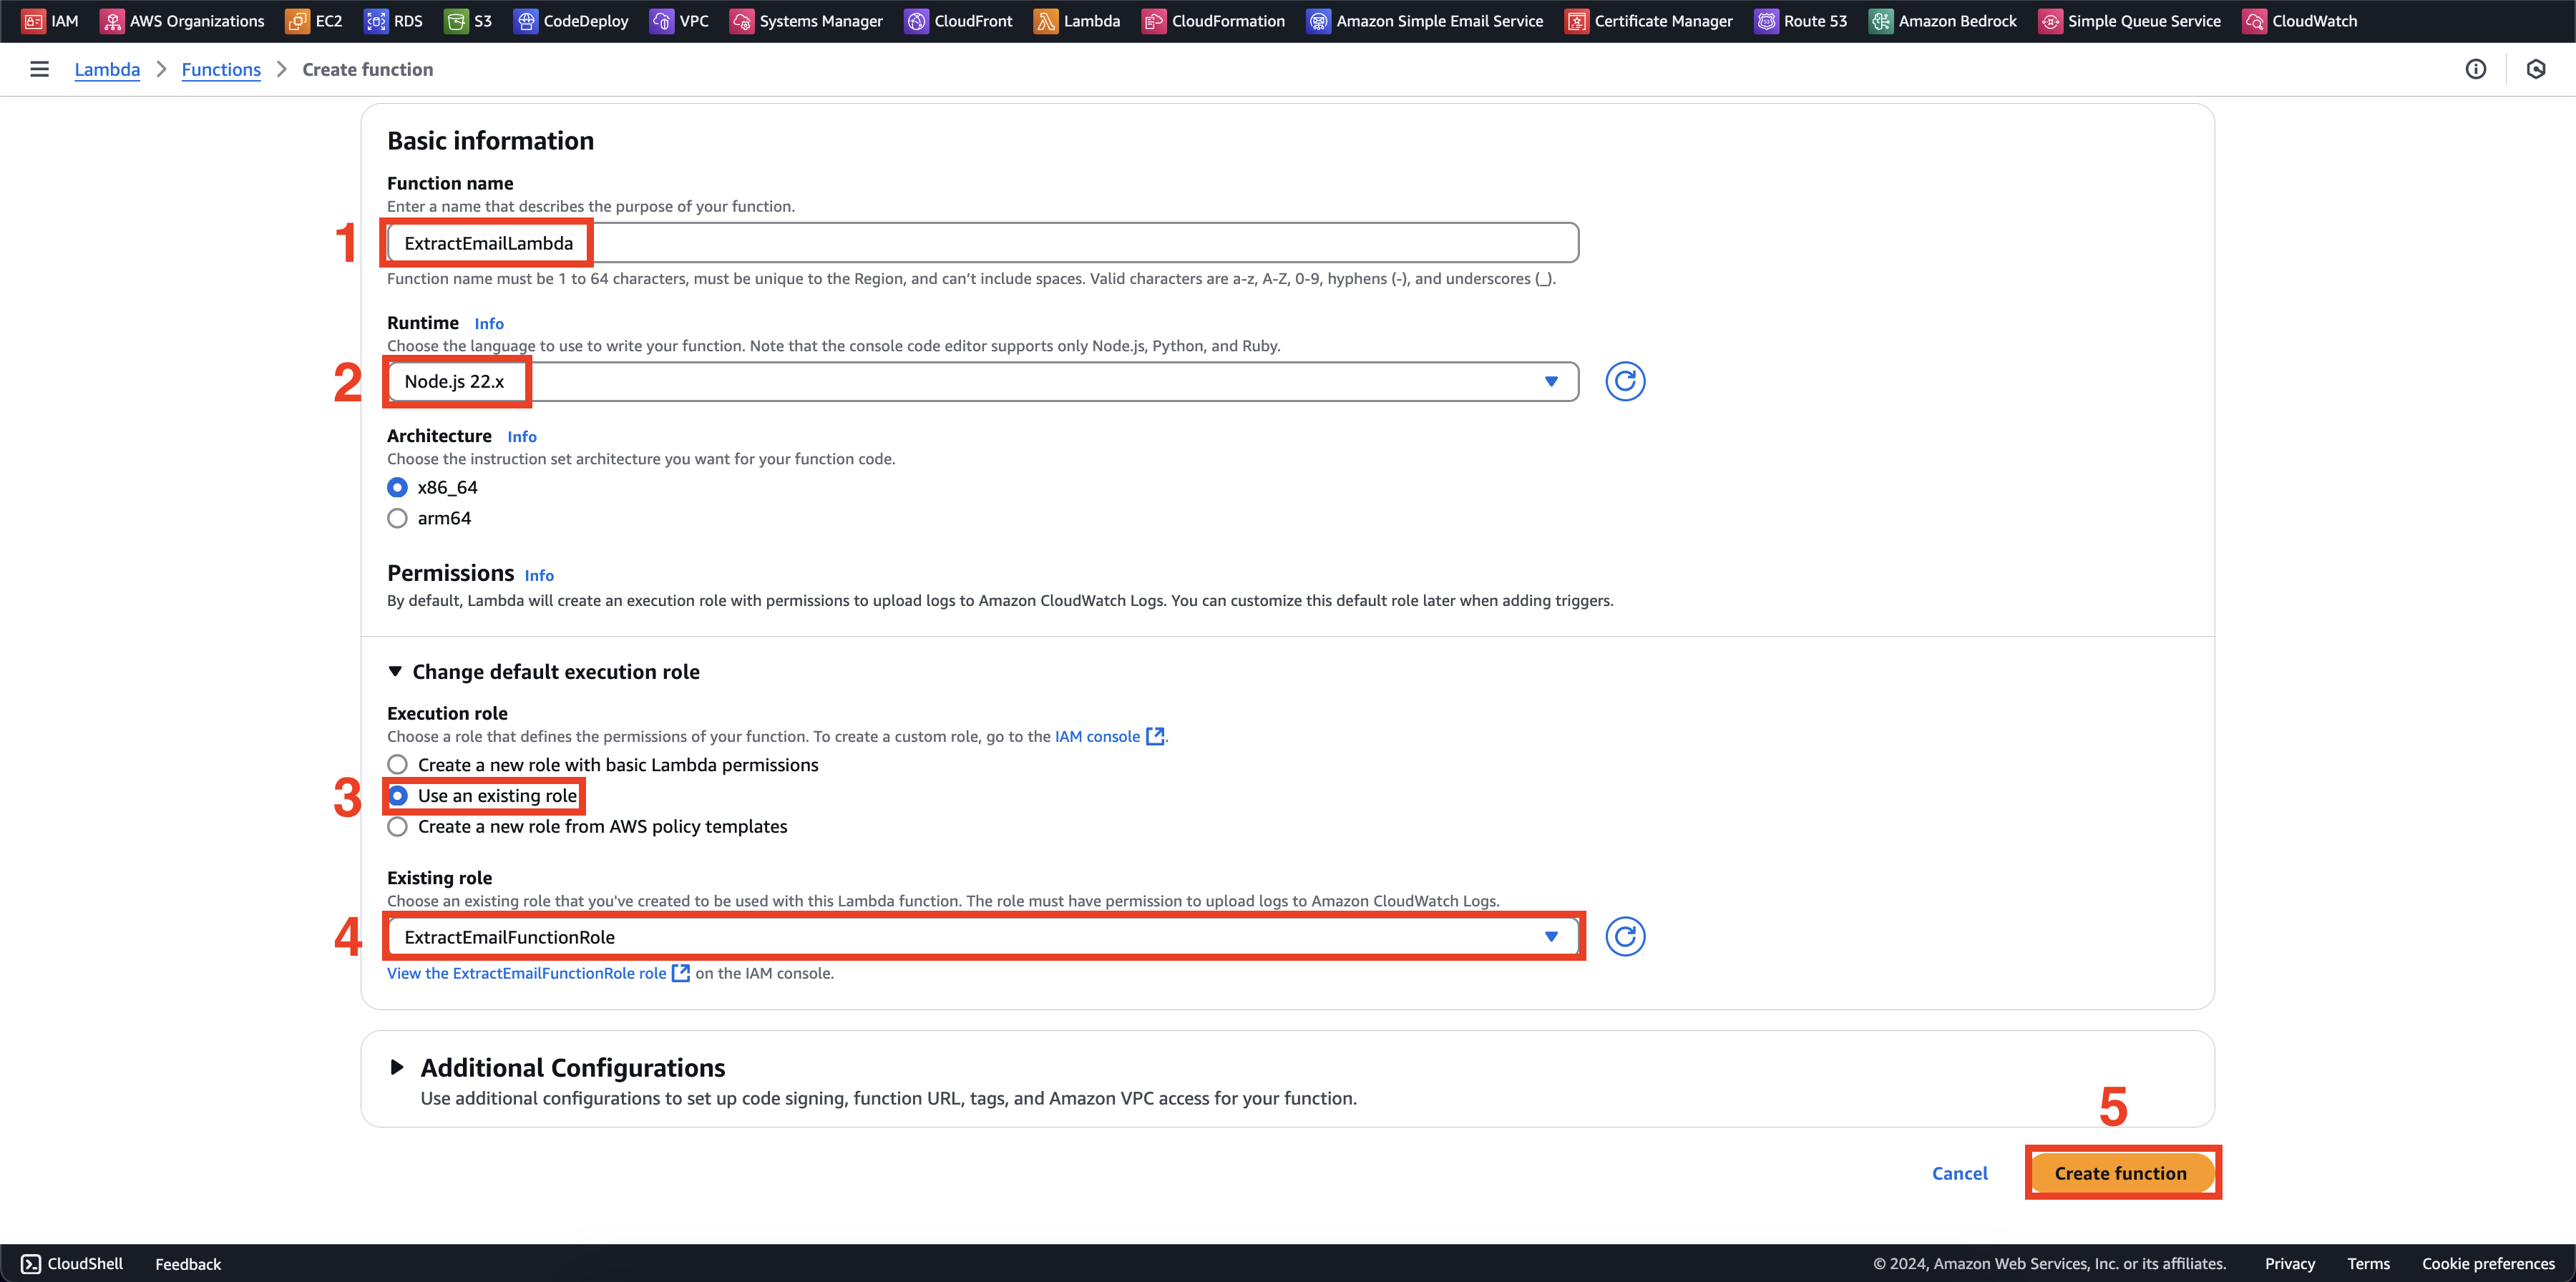 IAM AWS Organizations EC2 RDS S3 CodeDeploy VPC Systems Manager CloudFront Lambda CloudFormation Amazon Simple Email Service Certificate Manager Route 53 Amazon Bedrock Simple Queue Service CloudWatch
Lambda > Functions > Create function
Basic information
Function name
Enter a name that describes the purpose of your function.
1 ExtractEmailLambda
Function name must be 1 to 64 characters, must be unique to the Region, and can’t include spaces. Valid characters are a-z, A-Z, 0-9, hyphens (-), and underscores (_).
Runtime Info
Choose the language to use to write your function. Note that the console code editor supports only Node.js, Python, and Ruby.
2 Node.js 22.x
Architecture Info
Choose the instruction set architecture you want for your function code.
x86_64
arm64
Permissions Info
By default, Lambda will create an execution role with permissions to upload logs to Amazon CloudWatch Logs. You can customize this default role later when adding triggers.
Change default execution role
Execution role
Choose a role that defines the permissions of your function. To create a custom role, go to the IAM console.
Create a new role with basic Lambda permissions
3 Use an existing role
Create a new role from AWS policy templates
Existing role
Choose an existing role that you've created to be used with this Lambda function. The role must have permission to upload logs to Amazon CloudWatch Logs.
4 ExtractEmailFunctionRole
View the ExtractEmailFunctionRole role on the IAM console.
Additional Configurations
Use additional configurations to set up code signing, function URL, tags, and Amazon VPC access for your function.
5
Cancel Create function
CloudShell Feedback © 2024, Amazon Web Services, Inc. or its affiliates. Privacy Terms Cookie preferences